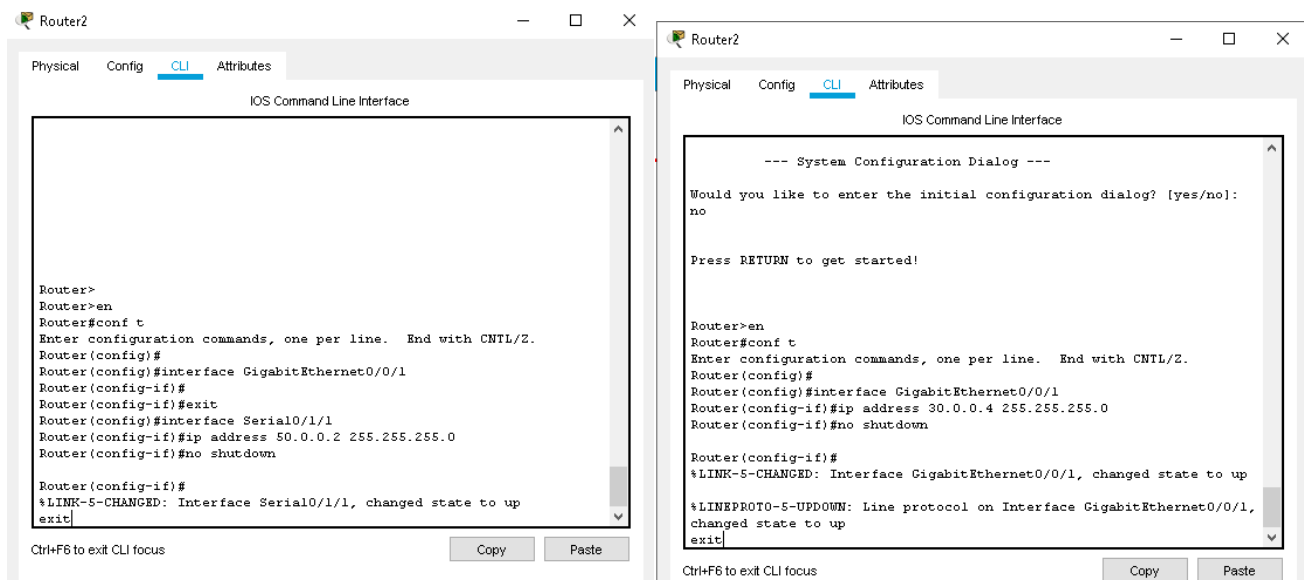 Router2
Physical Config CLI Attributes
IOS Command Line Interface
Router>
Router>en
Router#conf t
Enter configuration commands, one per line.  End with CNTL/Z.
Router(config)#
Router(config)#interface GigabitEthernet0/0/1
Router(config-if)#
Router(config-if)#exit
Router(config)#interface Serial0/1/1
Router(config-if)#ip address 50.0.0.2 255.255.255.0
Router(config-if)#no shutdown
Router(config-if)#
%LINK-5-CHANGED: Interface Serial0/1/1, changed state to up
exit
Ctrl+F6 to exit CLI focus
Copy
Paste
Router2
Physical Config CLI Attributes
IOS Command Line Interface
--- System Configuration Dialog ---
Would you like to enter the initial configuration dialog? [yes/no]:
no
Press RETURN to get started!
Router>en
Router#conf t
Enter configuration commands, one per line.  End with CNTL/Z.
Router(config)#
Router(config)#interface GigabitEthernet0/0/1
Router(config-if)#ip address 30.0.0.4 255.255.255.0
Router(config-if)#no shutdown
Router(config-if)#
%LINK-5-CHANGED: Interface GigabitEthernet0/0/1, changed state to up
%LINEPROTO-5-UPDOWN: Line protocol on Interface GigabitEthernet0/0/1,
changed state to up
exit
Ctrl+F6 to exit CLI focus
Copy
Paste